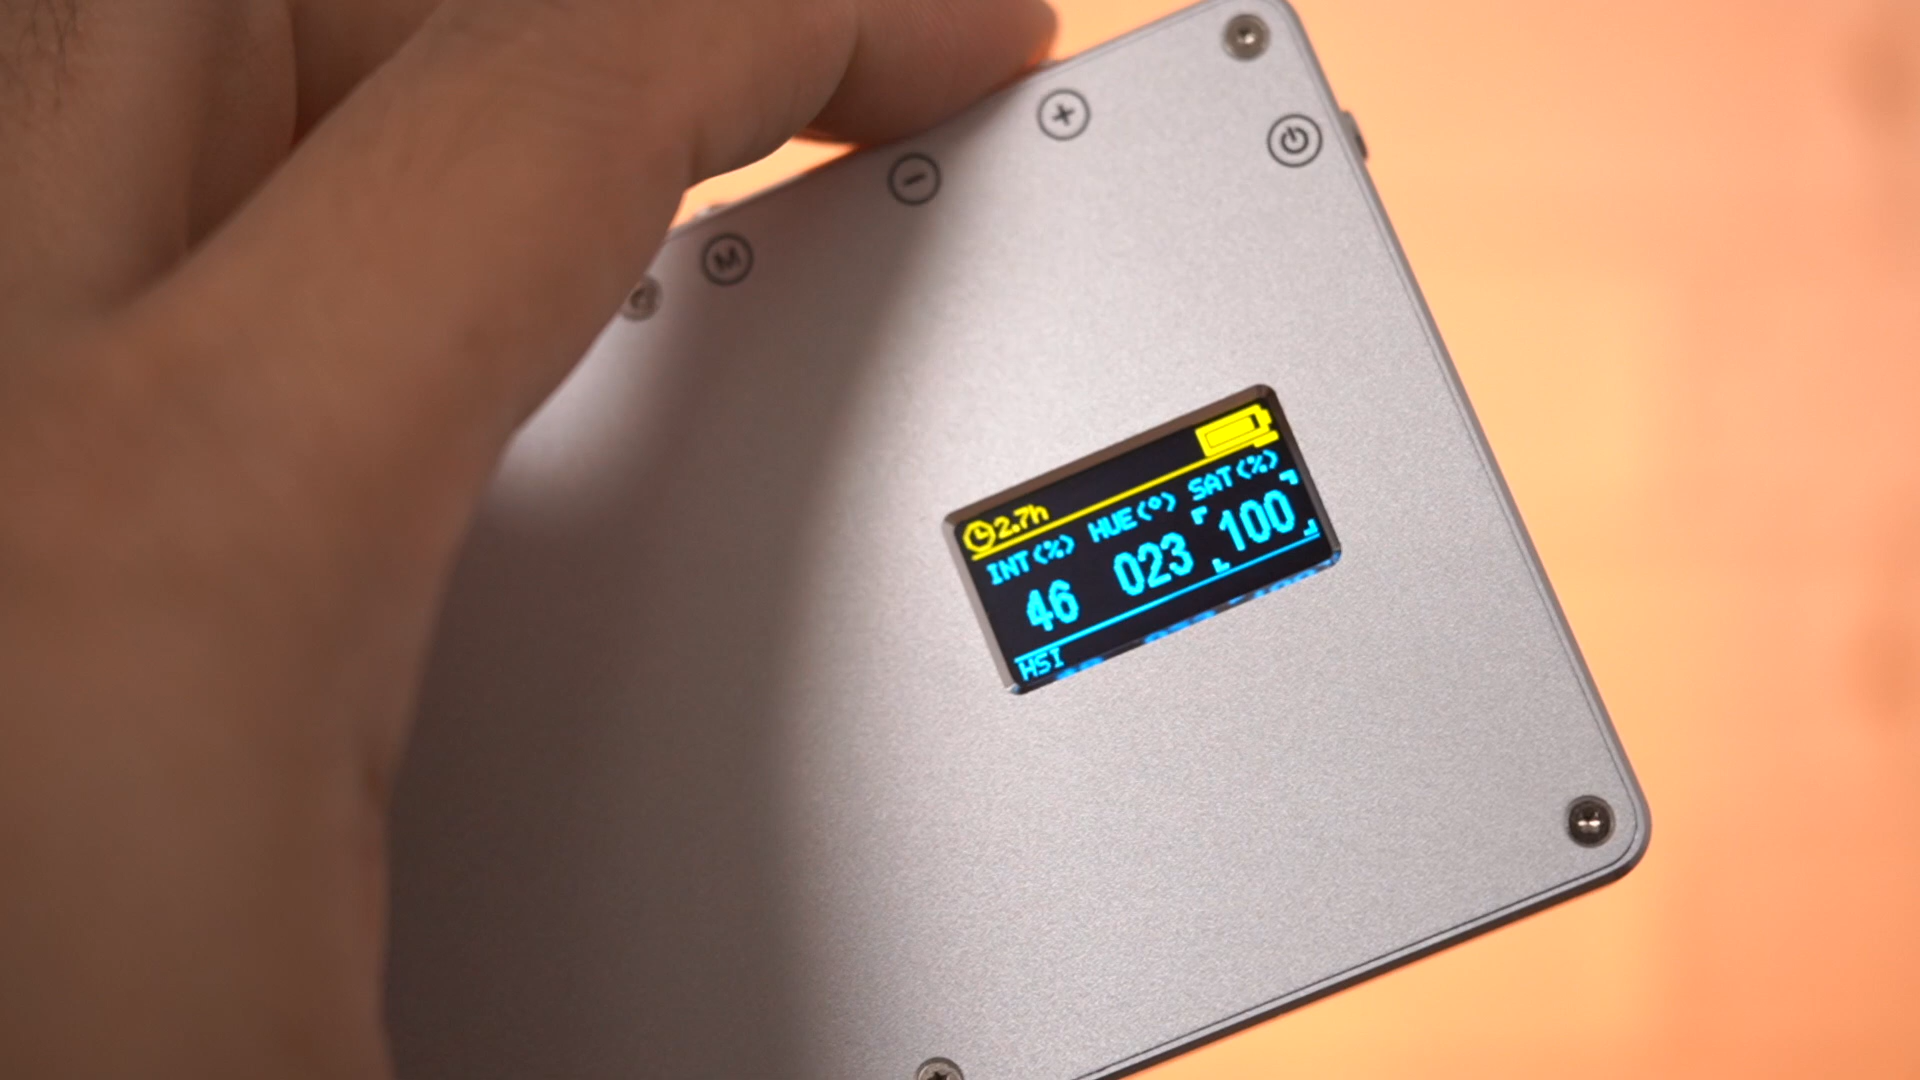 M - +
2.7h
INT(%) HUE(°) SAT(%)
46 023 100
HSI